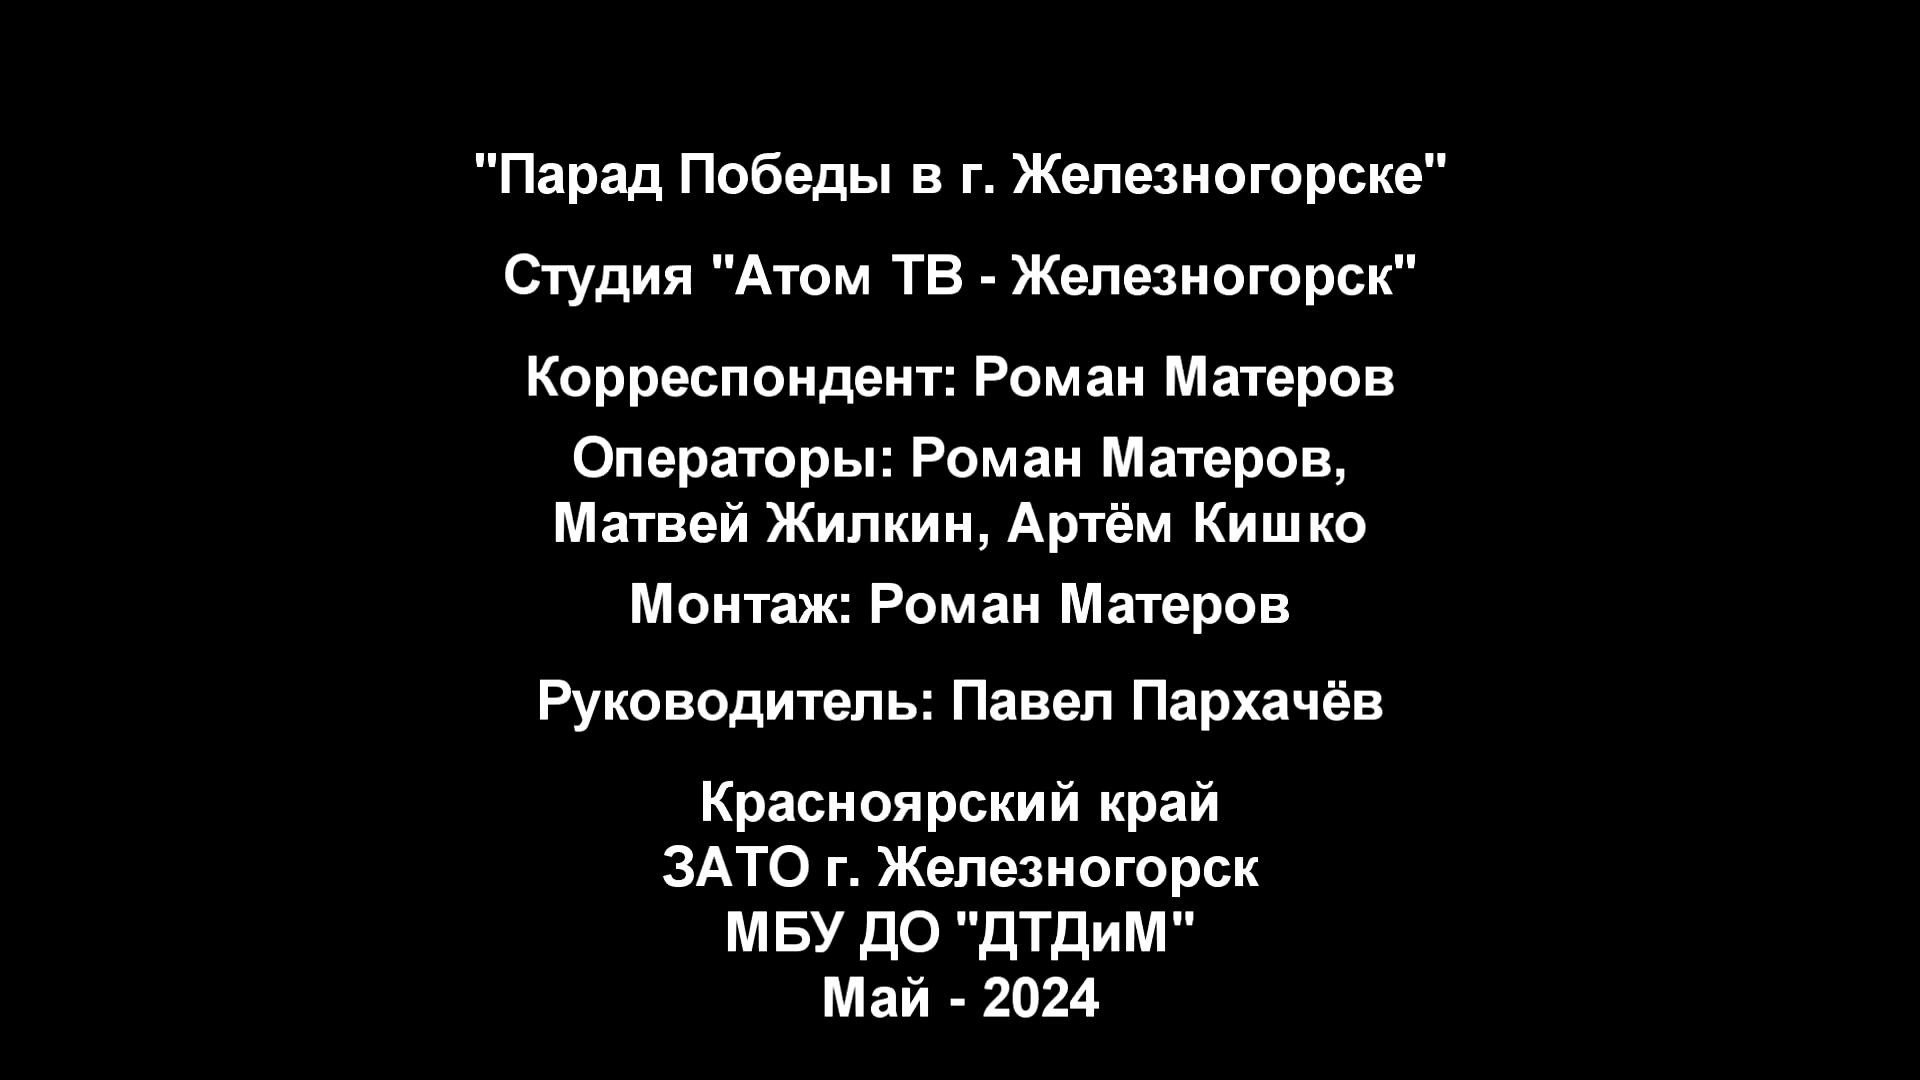 "Парад Победы в г. Железногорске"
Студия "Атом ТВ - Железногорск"
Корреспондент: Роман Матеров
Операторы: Роман Матеров,
Матвей Жилкин, Артём Кишко
Монтаж: Роман Матеров
Руководитель: Павел Пархачёв
Красноярский край
ЗАТО г. Железногорск
МБУ ДО "ДТДиМ"
Май - 2024